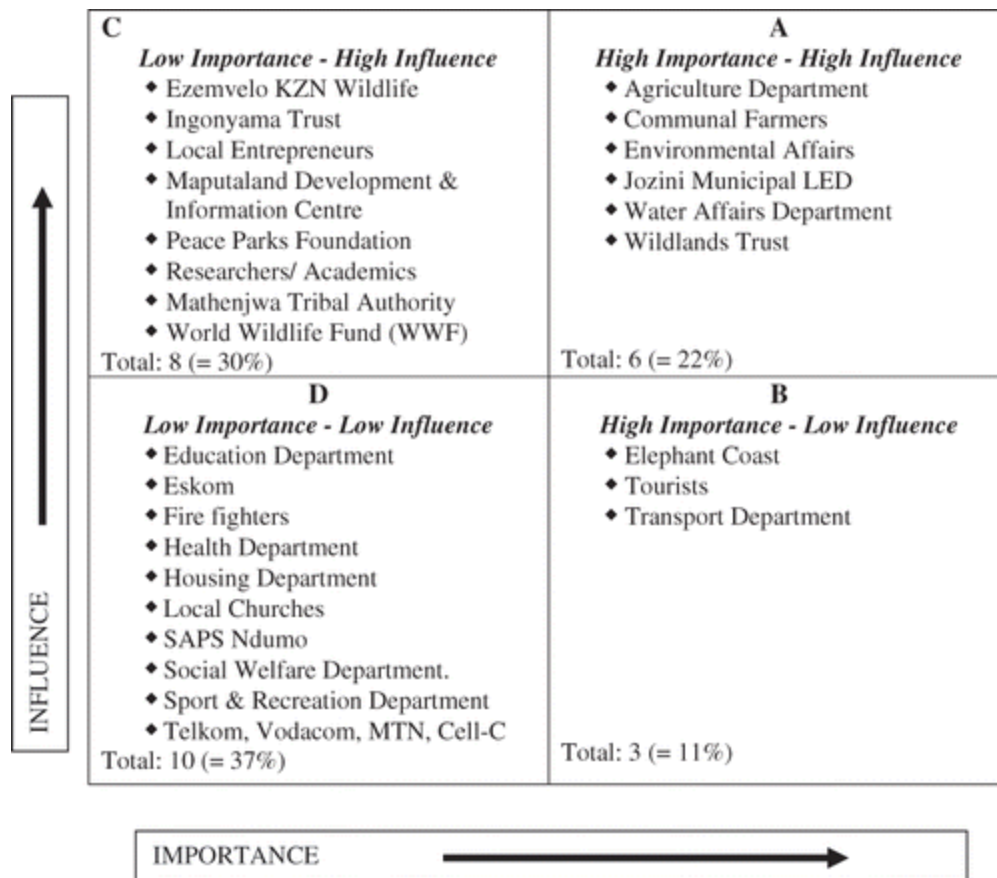 C
Low Importance - High Influence
◆ Ezemvelo KZN Wildlife
◆ Ingonyama Trust
◆ Local Entrepreneurs
◆ Maputaland Development &
Information Centre
◆ Peace Parks Foundation
◆ Researchers/ Academics
◆ Mathenjwa Tribal Authority
◆ World Wildlife Fund (WWF)
Total: 8 (= 30%)
A
High Importance - High Influence
◆ Agriculture Department
◆ Communal Farmers
◆ Environmental Affairs
◆ Jozini Municipal LED
◆ Water Affairs Department
◆ Wildlands Trust
Total: 6 (= 22%)
D
Low Importance - Low Influence
◆ Education Department
◆ Eskom
◆ Fire fighters
◆ Health Department
◆ Housing Department
◆ Local Churches
◆ SAPS Ndumo
◆ Social Welfare Department.
◆ Sport & Recreation Department
◆ Telkom, Vodacom, MTN, Cell-C
Total: 10 (= 37%)
B
High Importance - Low Influence
◆ Elephant Coast
◆ Tourists
◆ Transport Department
Total: 3 (= 11%)
INFLUENCE
IMPORTANCE